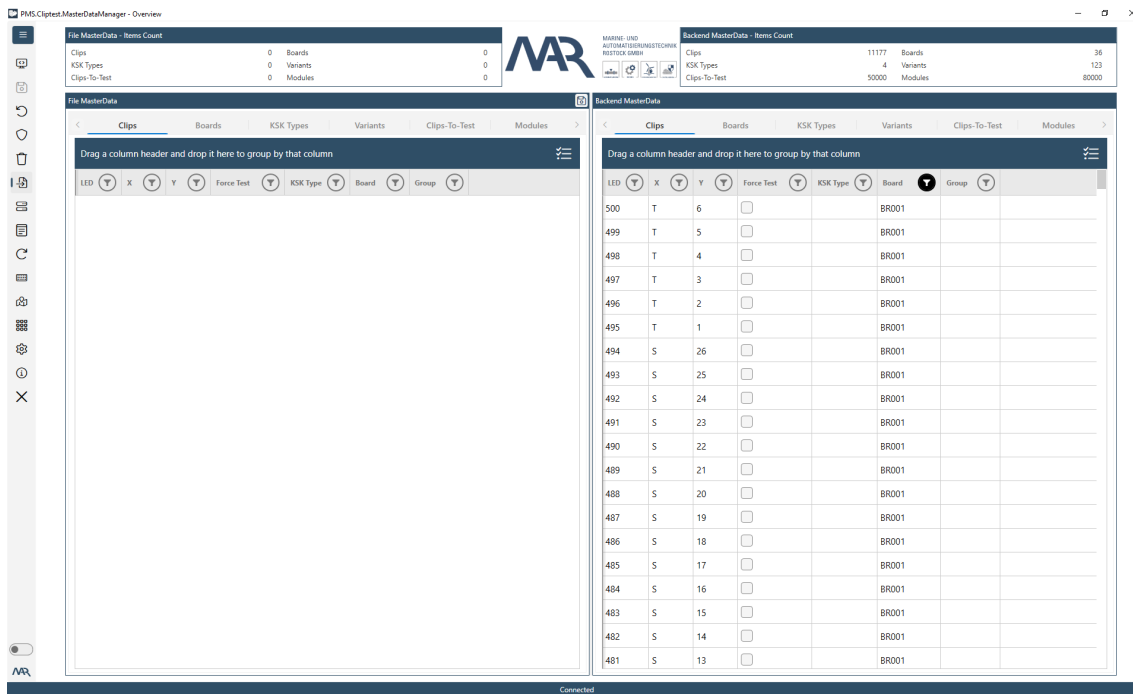 PMS.Cliptest.MasterDataManager - Overview
File MasterData - Items Count
Clips 0 Boards 0
KSK Types 0 Variants 0
Clips-To-Test 0 Modules 0
MAR
MARINE- UND
AUTOMATISIERUNGSTECHNIK
ROSTOCK GMBH
Backend MasterData - Items Count
Clips 11177 Boards 36
KSK Types 4 Variants 123
Clips-To-Test 50000 Modules 80000
File MasterData
Clips Boards KSK Types Variants Clips-To-Test Modules
Drag a column header and drop it here to group by that column
LED X Y Force Test KSK Type Board Group
Backend MasterData
Clips Boards KSK Types Variants Clips-To-Test Modules
Drag a column header and drop it here to group by that column
LED X Y Force Test KSK Type Board Group
500 T 6 BR001
499 T 5 BR001
498 T 4 BR001
497 T 3 BR001
496 T 2 BR001
495 T 1 BR001
494 S 26 BR001
493 S 25 BR001
492 S 24 BR001
491 S 23 BR001
490 S 22 BR001
489 S 21 BR001
488 S 20 BR001
487 S 19 BR001
486 S 18 BR001
485 S 17 BR001
484 S 16 BR001
483 S 15 BR001
482 S 14 BR001
481 S 13 BR001
MAR
Connected